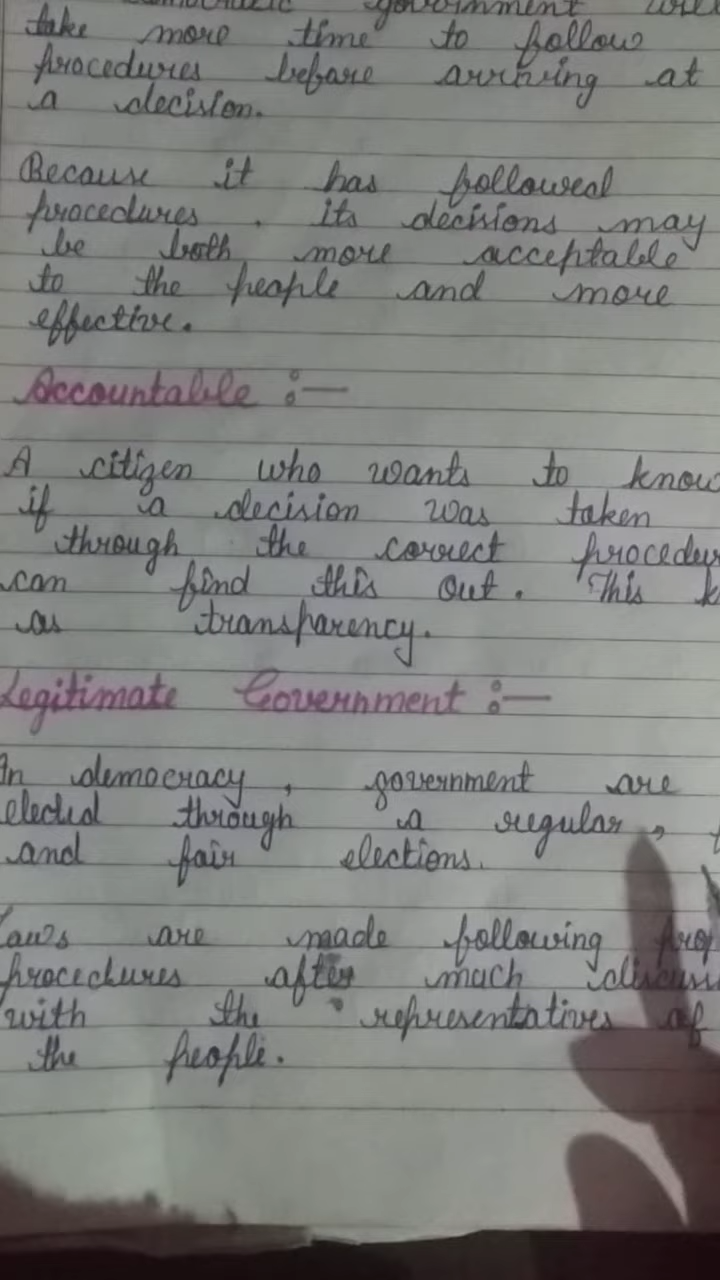 government
take more time to follow
procedures before arriving at
a decision.
Because it has followed
procedures . its decisions may
be both more acceptable
to the people and more
effective.
Accountable :—
A citizen who wants to know
if a decision was taken
through the correct
can find this out. This
as transparency.
Legitimate Government :—
In democracy , government are
elected through a regular ,
and fair elections.
laws are made following
procedures after much
with the representatives of
the people.